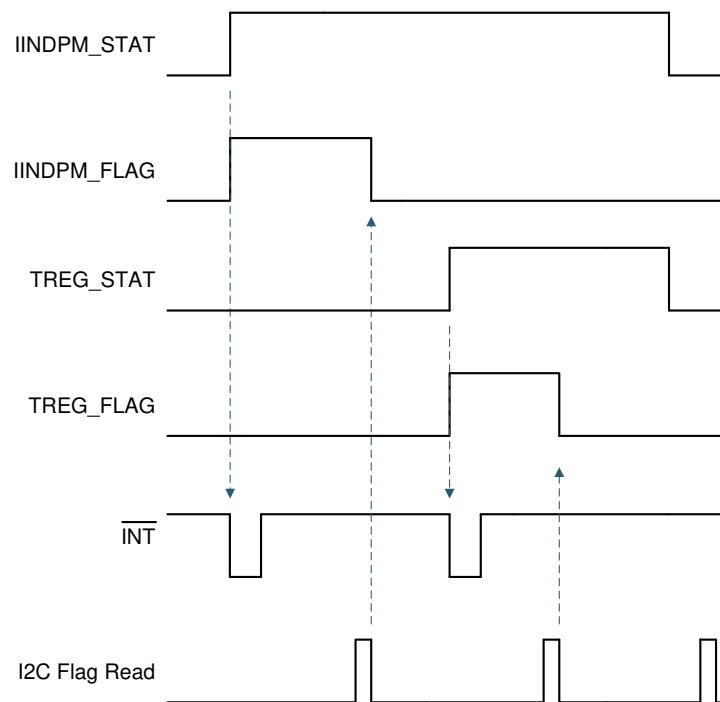 IINDPM_STAT
IINDPM_FLAG
TREG_STAT
TREG_FLAG
INT
I2C Flag Read